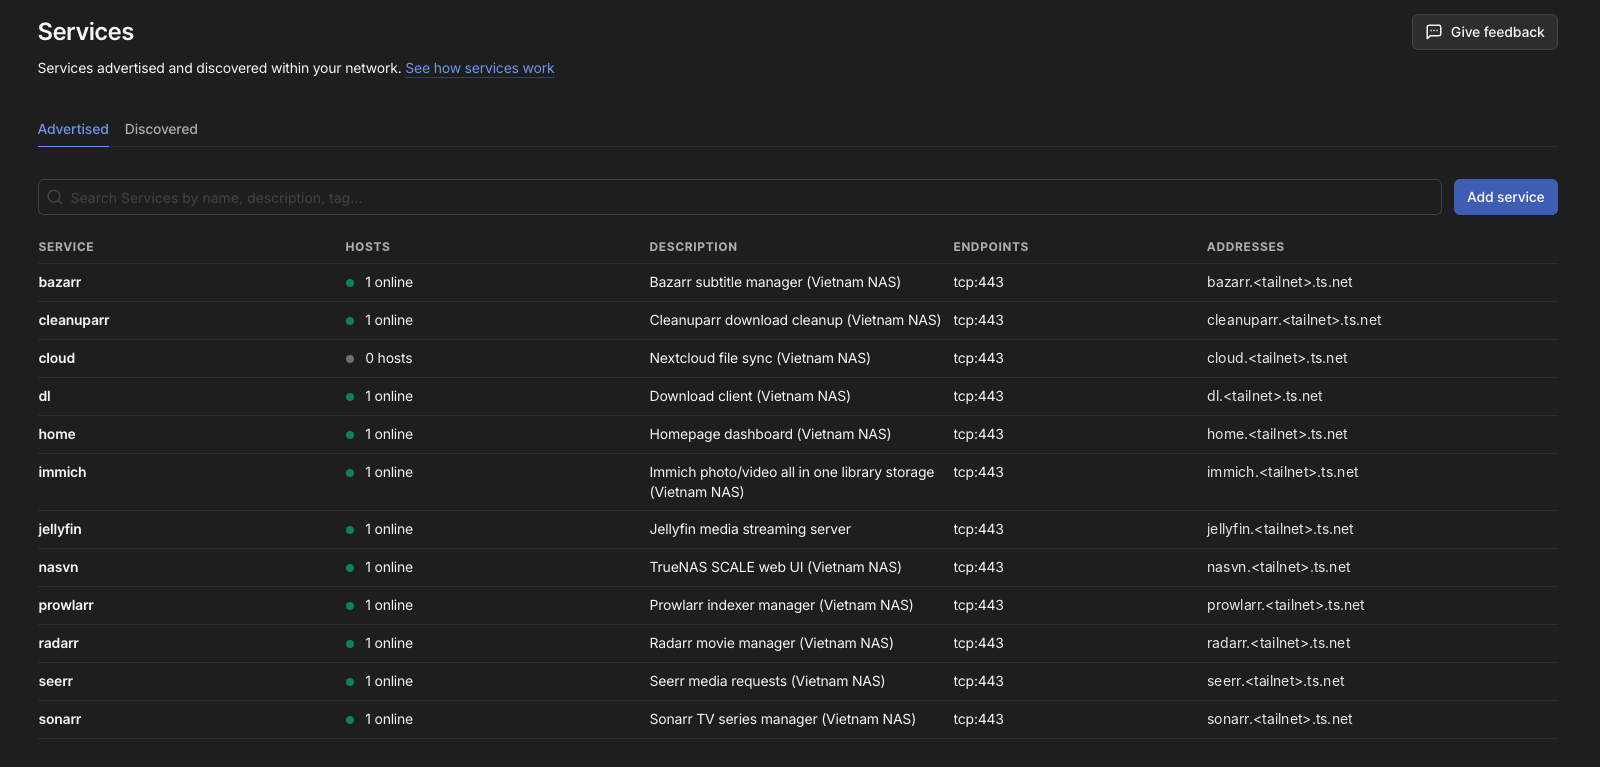 Services
Give feedback
Services advertised and discovered within your network. See how services work
Advertised Discovered
Search Services by name, description, tag...
Add service
SERVICE HOSTS DESCRIPTION ENDPOINTS ADDRESSES
bazarr 1 online Bazarr subtitle manager (Vietnam NAS) tcp:443 bazarr.<tailnet>.ts.net
cleanuparr 1 online Cleanuparr download cleanup (Vietnam NAS) tcp:443 cleanuparr.<tailnet>.ts.net
cloud 0 hosts Nextcloud file sync (Vietnam NAS) tcp:443 cloud.<tailnet>.ts.net
dl 1 online Download client (Vietnam NAS) tcp:443 dl.<tailnet>.ts.net
home 1 online Homepage dashboard (Vietnam NAS) tcp:443 home.<tailnet>.ts.net
immich 1 online Immich photo/video all in one library storage tcp:443 immich.<tailnet>.ts.net
(Vietnam NAS)
jellyfin 1 online Jellyfin media streaming server tcp:443 jellyfin.<tailnet>.ts.net
nasvn 1 online TrueNAS SCALE web UI (Vietnam NAS) tcp:443 nasvn.<tailnet>.ts.net
prowlarr 1 online Prowlarr indexer manager (Vietnam NAS) tcp:443 prowlarr.<tailnet>.ts.net
radarr 1 online Radarr movie manager (Vietnam NAS) tcp:443 radarr.<tailnet>.ts.net
seerr 1 online Seerr media requests (Vietnam NAS) tcp:443 seerr.<tailnet>.ts.net
sonarr 1 online Sonarr TV series manager (Vietnam NAS) tcp:443 sonarr.<tailnet>.ts.net